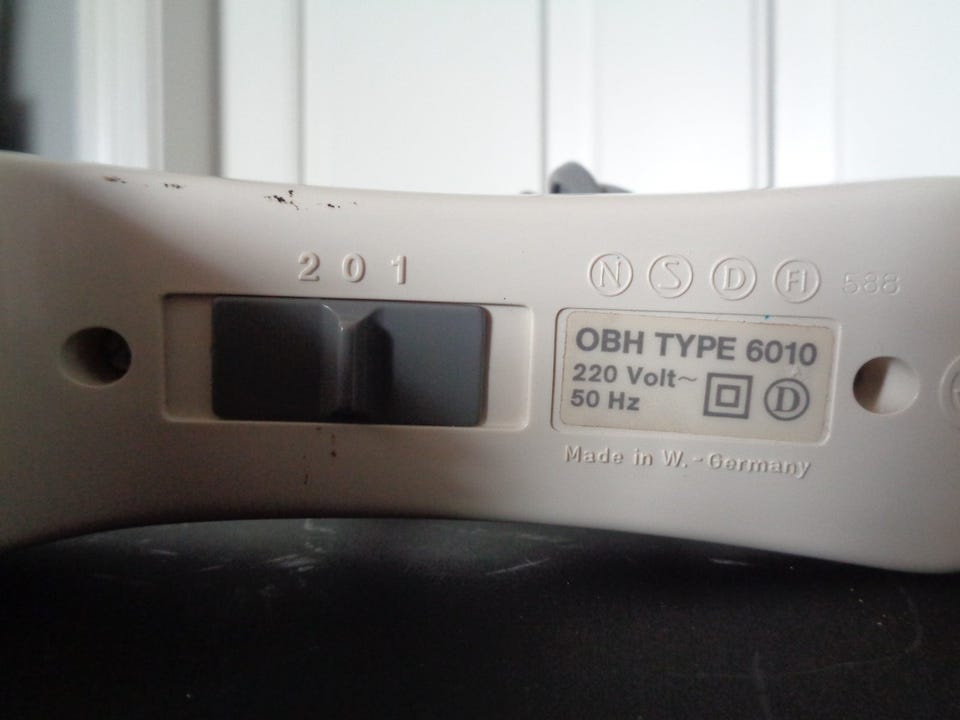 2 0 1
N S D FI 588
OBH TYPE 6010
220 Volt~
50 Hz
D
Made in W.-Germany